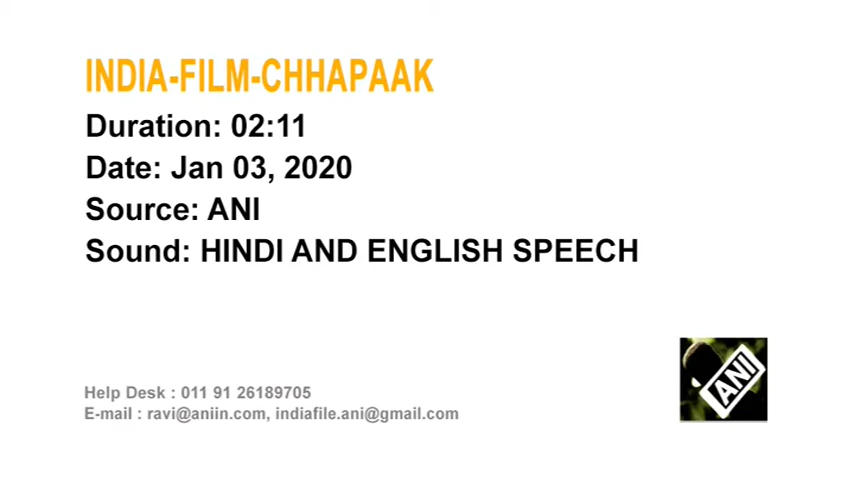 INDIA-FILM-CHHAPAAK
Duration: 02:11
Date: Jan 03, 2020
Source: ANI
Sound: HINDI AND ENGLISH SPEECH
Help Desk : 011 91 26189705
E-mail : ravi@aniin.com, indiafile.ani@gmail.com
ANI